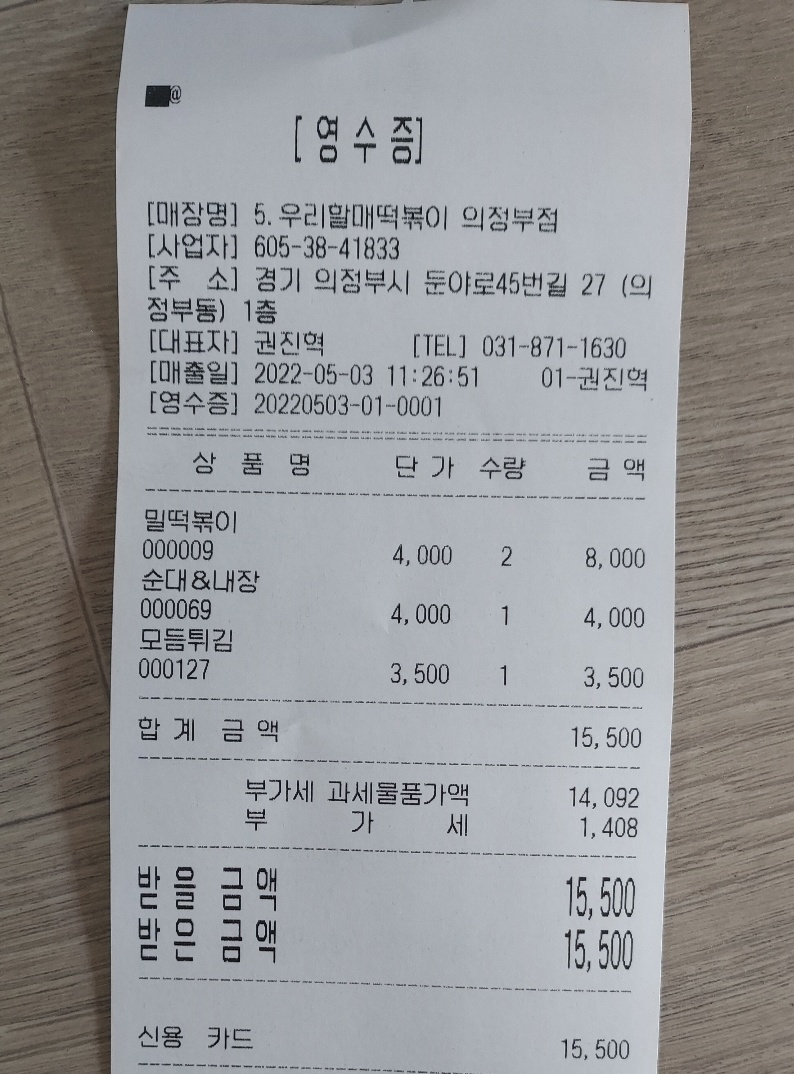 @
[영수증]
[매장명] 5.우리할매떡볶이 의정부점
[사업자] 605-38-41833
[주 소] 경기 의정부시 둔야로45번길 27 (의
정부동) 1층
[대표자] 권진혁 [TEL] 031-871-1630
[매출일] 2022-05-03 11:26:51 01-권진혁
[영수증] 20220503-01-0001
상 품 명 단 가 수량 금 액
밀떡볶이
000009 4,000 2 8,000
순대&내장
000069 4,000 1 4,000
모듬튀김
000127 3,500 1 3,500
합 계 금 액 15,500
부가세 과세물품가액 14,092
부 가 세 1,408
받 을 금 액 15,500
받 은 금 액 15,500
신용 카드 15,500